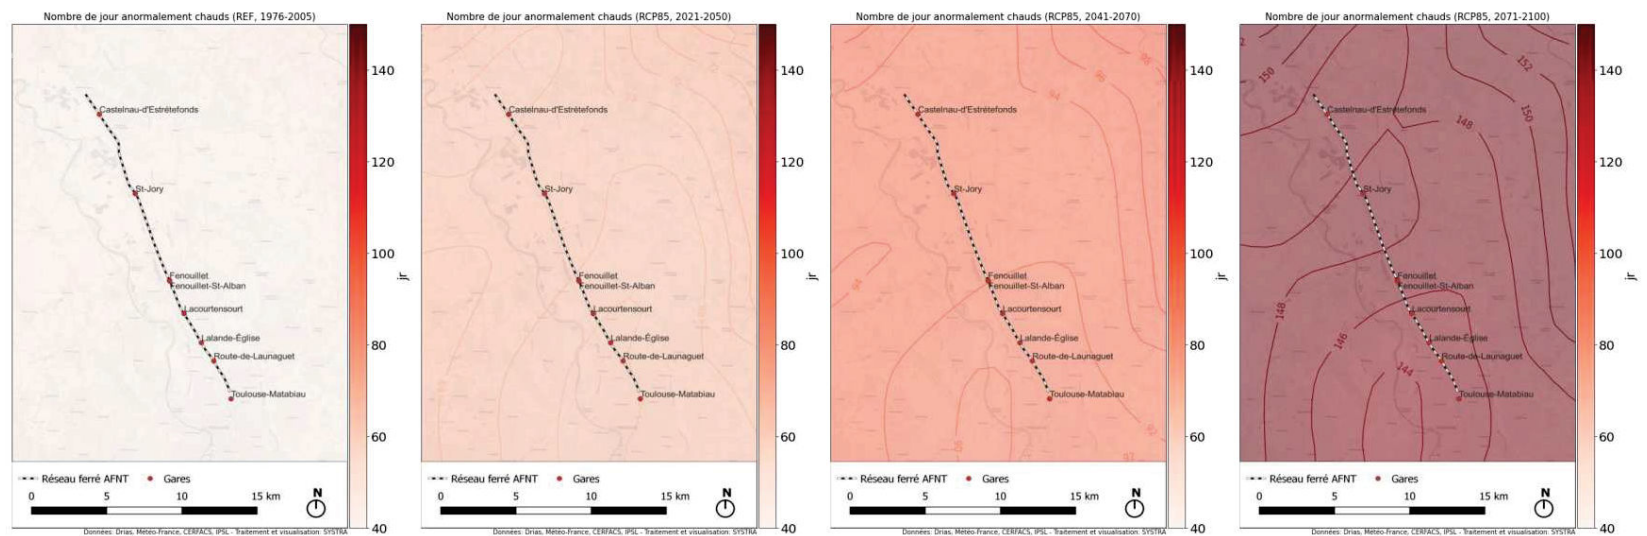 Nombre de jour anormalement chauds (REF, 1976-2005)
140
120
100
80
60
40
jr
Castelnau-d'Estrétefonds
St-Jory
Fenouillet
Fenouillet-St-Alban
Lacourtensourt
Lalande-Église
Route-de-Launaguet
Toulouse-Matabiau
Réseau ferré AFNT
Gares
0 5 10 15 km
N
Données: Drias, Météo-France, CERFACS, IPSL - Traitement et visualisation: SYSTRA
Nombre de jour anormalement chauds (RCP85, 2021-2050)
140
120
100
80
60
40
jr
Castelnau-d'Estrétefonds
St-Jory
Fenouillet
Fenouillet-St-Alban
Lacourtensourt
Lalande-Église
Route-de-Launaguet
Toulouse-Matabiau
Réseau ferré AFNT
Gares
0 5 10 15 km
N
Données: Drias, Météo-France, CERFACS, IPSL - Traitement et visualisation: SYSTRA
Nombre de jour anormalement chauds (RCP85, 2041-2070)
140
120
100
80
60
40
jr
94
Castelnau-d'Estrétefonds
St-Jory
Fenouillet
Fenouillet-St-Alban
94
Lacourtensourt
Lalande-Église
Route-de-Launaguet
Toulouse-Matabiau
92
Réseau ferré AFNT
Gares
0 5 10 15 km
N
Données: Drias, Météo-France, CERFACS, IPSL - Traitement et visualisation: SYSTRA
Nombre de jour anormalement chauds (RCP85, 2071-2100)
140
120
100
80
60
40
jr
150
152
Castelnau-d'Estrétefonds
150
148
St-Jory
Fenouillet
Fenouillet-St-Alban
148
Lacourtensourt
146
Lalande-Église
Route-de-Launaguet
144
Toulouse-Matabiau
Réseau ferré AFNT
Gares
0 5 10 15 km
N
Données: Drias, Météo-France, CERFACS, IPSL - Traitement et visualisation: SYSTRA